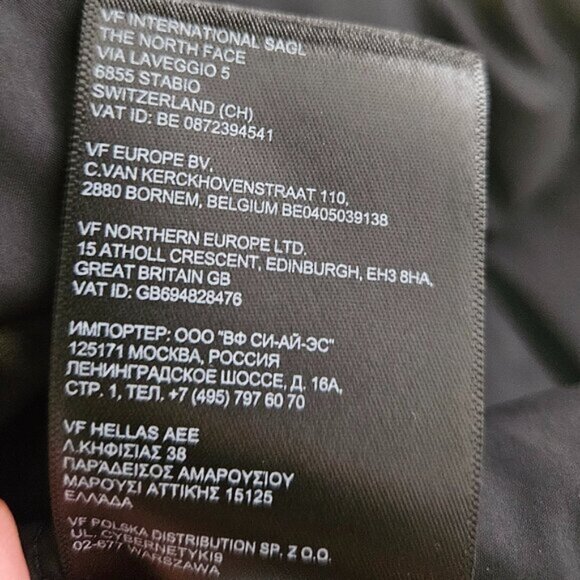 VF INTERNATIONAL SAGL
THE NORTH FACE
VIA LAVEGGIO 5
6855 STABIO
SWITZERLAND (CH)
VAT ID: BE 0872394541
VF EUROPE BV,
C.VAN KERCKHOVENSTRAAT 110,
2880 BORNEM, BELGIUM BE0405039138
VF NORTHERN EUROPE LTD.
15 ATHOLL CRESCENT, EDINBURGH, EH3 8HA,
GREAT BRITAIN GB
VAT ID: GB694828476
ИМПОРТЕР: ООО "ВФ СИ-АЙ-ЭС"
125171 МОСКВА, РОССИЯ
ЛЕНИНГРАДСКОЕ ШОССЕ, Д. 16А,
СТР. 1, ТЕЛ. +7 (495) 797 60 70
VF HELLAS AEE
Λ.ΚΗΦΙΣΙΑΣ 38
ΠΑΡΑΔΕΙΣΟΣ ΑΜΑΡΟΥΣΙΟΥ
ΜΑΡΟΥΣΙ ΑΤΤΙΚΗΣ 15125
ΕΛΛΑΔΑ
VF POLSKA DISTRIBUTION SP. Z O.O.
UL. CYBERNETYKI9
02-677 WARSZAWA